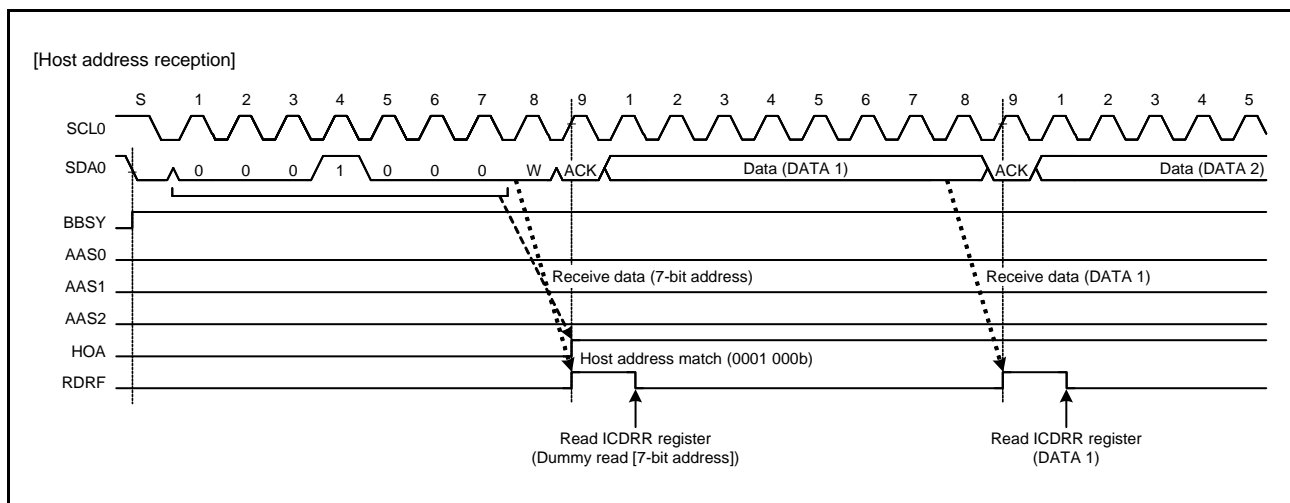 [Host address reception]
S 1 2 3 4 5 6 7 8 9 1 2 3 4 5 6 7 8 9 1 2 3 4 5
SCL0
SDA0 0 0 0 1 0 0 0 W ACK Data (DATA 1) ACK Data (DATA 2)
BBSY
AAS0
Receive data (7-bit address) Receive data (DATA 1)
AAS1
AAS2
HOA
Host address match (0001 000b)
RDRF
Read ICDRR register Read ICDRR register
(Dummy read [7-bit address]) (DATA 1)